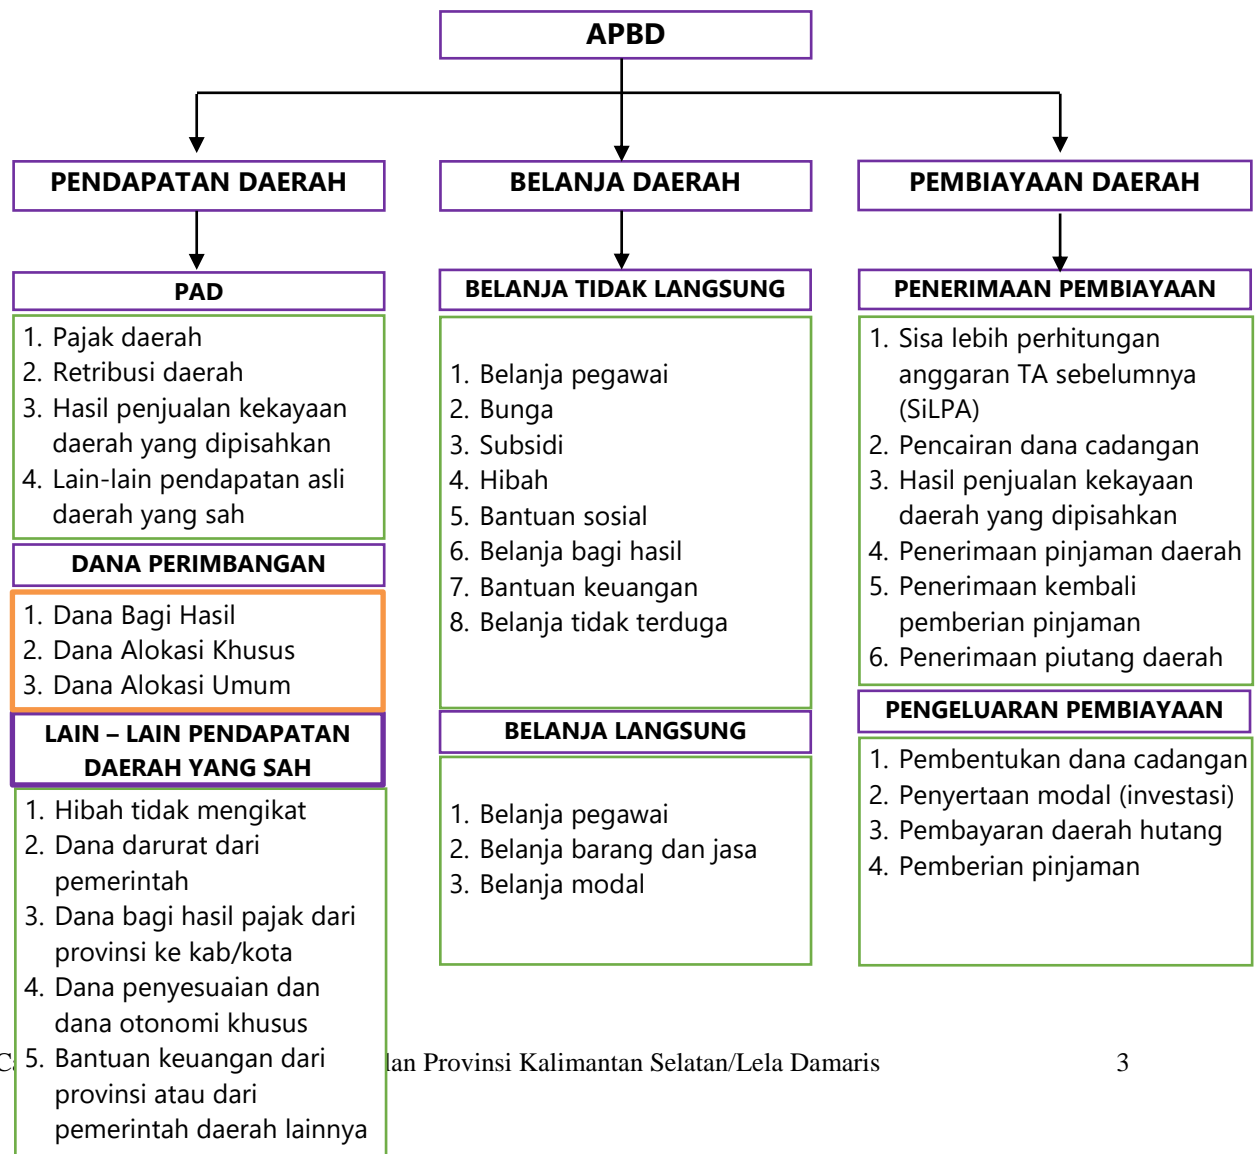 APBD
PENDAPATAN DAERAH
PAD
1. Pajak daerah
2. Retribusi daerah
3. Hasil penjualan kekayaan
daerah yang dipisahkan
4. Lain-lain pendapatan asli
daerah yang sah
DANA PERIMBANGAN
1. Dana Bagi Hasil
2. Dana Alokasi Khusus
3. Dana Alokasi Umum
LAIN – LAIN PENDAPATAN
DAERAH YANG SAH
1. Hibah tidak mengikat
2. Dana darurat dari
pemerintah
3. Dana bagi hasil pajak dari
provinsi ke kab/kota
4. Dana penyesuaian dan
dana otonomi khusus
5. Bantuan keuangan dari
provinsi atau dari
pemerintah daerah lainnya
BELANJA DAERAH
BELANJA TIDAK LANGSUNG
1. Belanja pegawai
2. Bunga
3. Subsidi
4. Hibah
5. Bantuan sosial
6. Belanja bagi hasil
7. Bantuan keuangan
8. Belanja tidak terduga
BELANJA LANGSUNG
1. Belanja pegawai
2. Belanja barang dan jasa
3. Belanja modal
PEMBIAYAAN DAERAH
PENERIMAAN PEMBIAYAAN
1. Sisa lebih perhitungan
anggaran TA sebelumnya
(SiLPA)
2. Pencairan dana cadangan
3. Hasil penjualan kekayaan
daerah yang dipisahkan
4. Penerimaan pinjaman daerah
5. Penerimaan kembali
pemberian pinjaman
6. Penerimaan piutang daerah
PENGELUARAN PEMBIAYAAN
1. Pembentukan dana cadangan
2. Penyertaan modal (investasi)
3. Pembayaran daerah hutang
4. Pemberian pinjaman
Provinsi Kalimantan Selatan/Lela Damaris 3